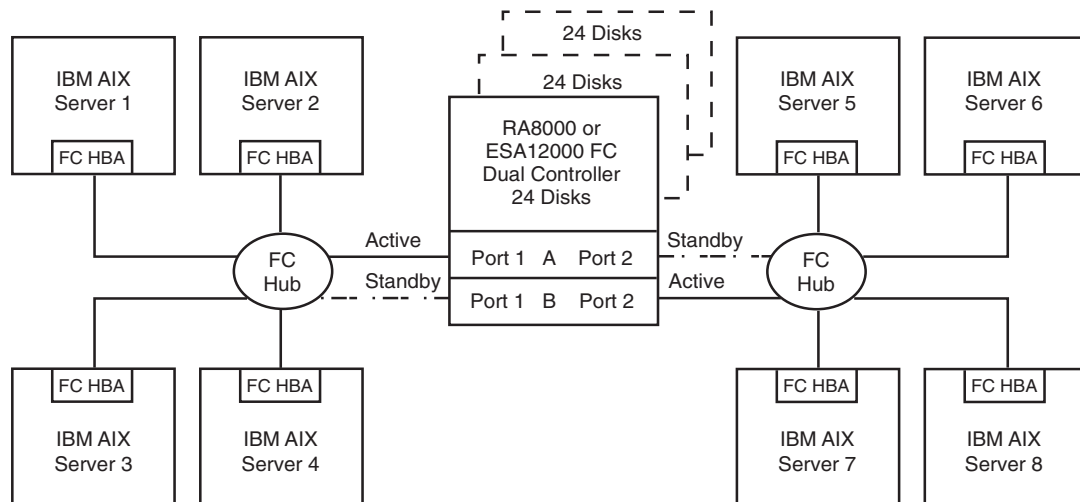 24 Disks
24 Disks
IBM AIX
Server 1
FC HBA
IBM AIX
Server 2
FC HBA
RA8000 or
ESA12000 FC
Dual Controller
24 Disks
IBM AIX
Server 5
FC HBA
IBM AIX
Server 6
FC HBA
FC
Hub
Active
Standby
Port 1 A Port 2
Port 1 B Port 2
Standby
Active
FC
Hub
FC HBA
IBM AIX
Server 3
FC HBA
IBM AIX
Server 4
FC HBA
IBM AIX
Server 7
FC HBA
IBM AIX
Server 8